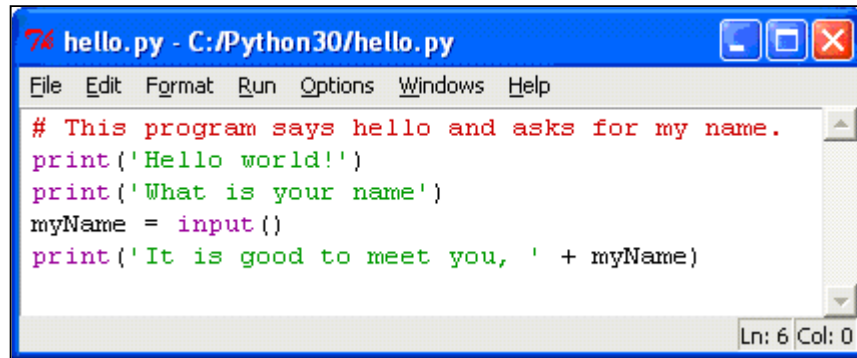 7% hello.py - C:/Python30/hello.py
File Edit Format Run Options Windows Help
# This program says hello and asks for my name.
print('Hello world!')
print('What is your name')
myName = input()
print('It is good to meet you, ' + myName)
Ln: 6 Col: 0